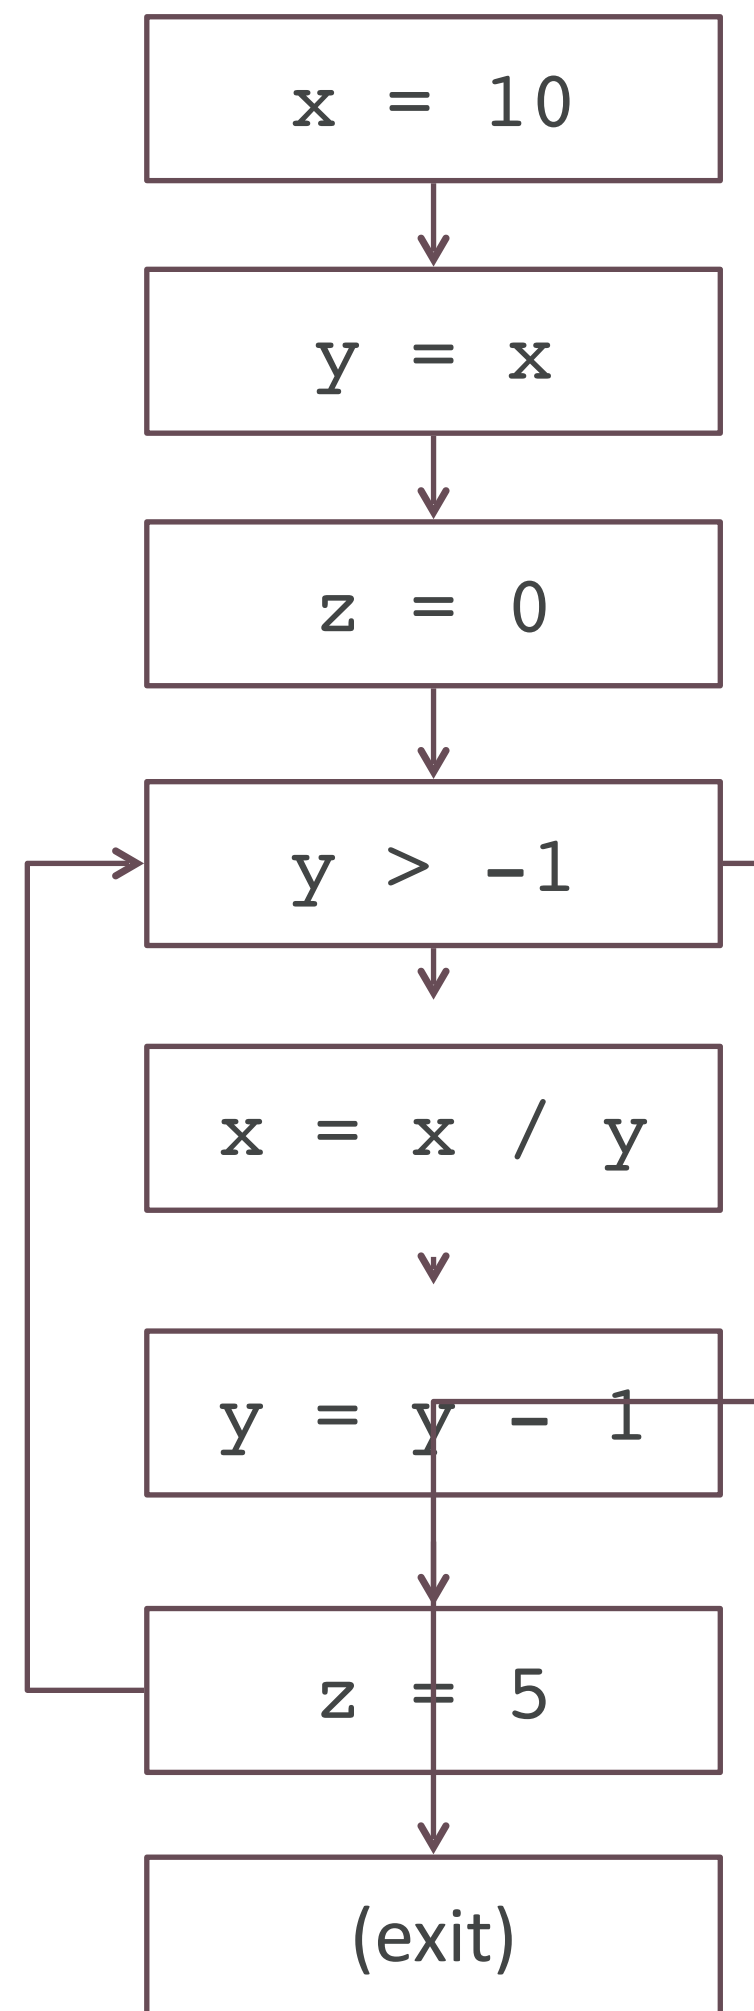 x = 10
y = x
z = 0
y > -1
x = x / y
y = y - 1
z = 5
(exit)